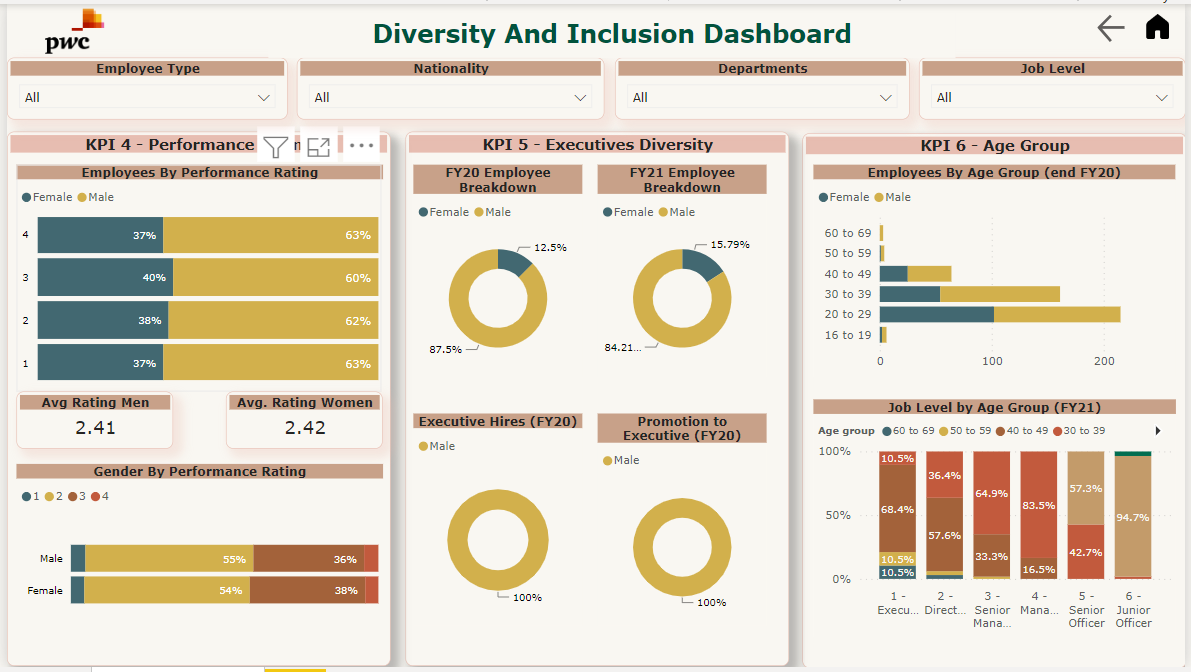 pwc
Diversity And Inclusion Dashboard
Employee Type
All
Nationality
All
Departments
All
Job Level
All
KPI 4 - Performance
Employees By Performance Rating
Female Male
4 37% 63%
3 40% 60%
2 38% 62%
1 37% 63%
Avg Rating Men
2.41
Avg. Rating Women
2.42
Gender By Performance Rating
1 2 3 4
Male 55% 36%
Female 54% 38%
KPI 5 - Executives Diversity
FY20 Employee
Breakdown
Female Male
12.5%
87.5%
FY21 Employee
Breakdown
Female Male
15.79%
84.21...
Executive Hires (FY20)
Male
100%
Promotion to
Executive (FY20)
Male
100%
KPI 6 - Age Group
Employees By Age Group (end FY20)
Female Male
60 to 69
50 to 59
40 to 49
30 to 39
20 to 29
16 to 19
0 100 200
Job Level by Age Group (FY21)
Age group 60 to 69 50 to 59 40 to 49 30 to 39
100%
50%
0%
10.5%
68.4%
10.5%
10.5%
36.4%
57.6%
64.9%
33.3%
83.5%
16.5%
57.3%
42.7%
94.7%
1 -
Execu...
2 -
Direct...
3 -
Senior
Mana...
4 -
Mana...
5 -
Senior
Officer
6 -
Junior
Officer